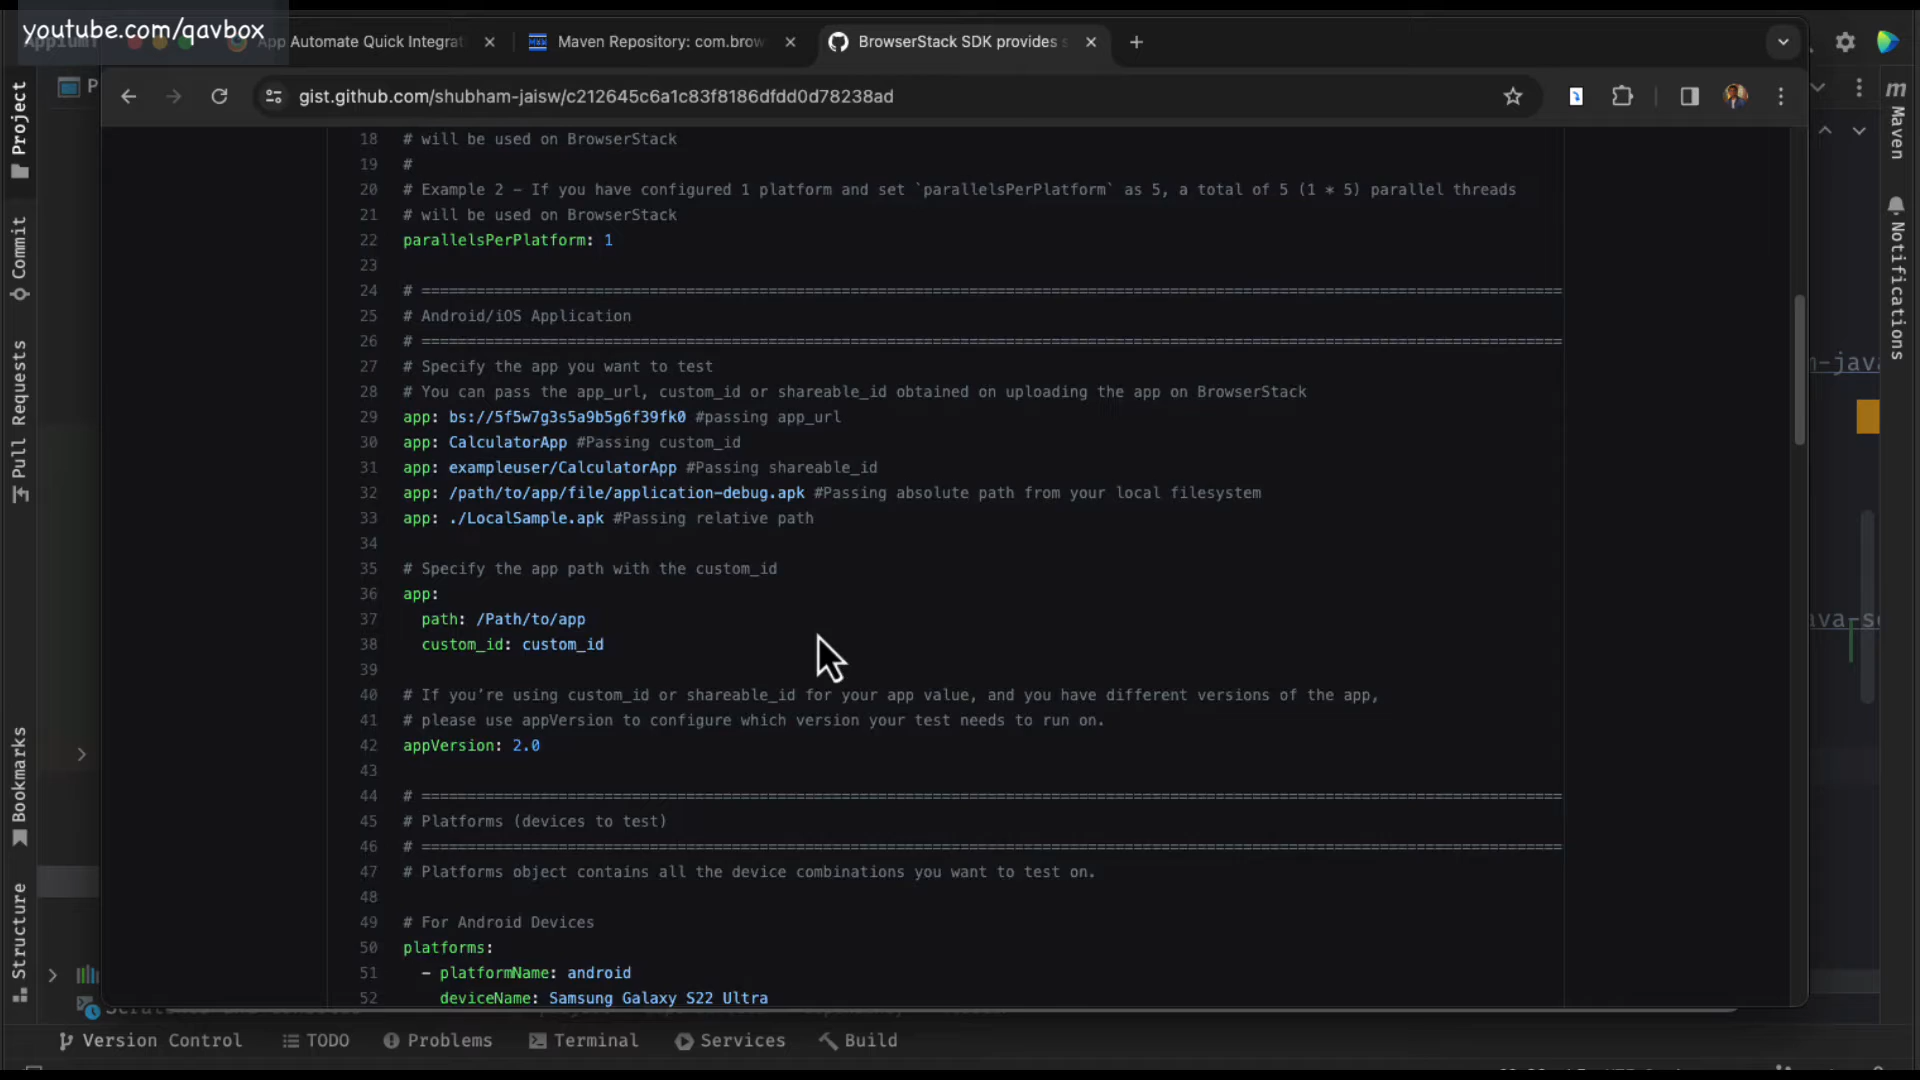 youtube.com/qavbox
App Automate Quick Integrat
Maven Repository: com.brow
BrowserStack SDK provides s
gist.github.com/shubham-jaisw/c212645c6a1c83f8186dfdd0d78238ad
Project
Commit
Pull Requests
Bookmarks
Structure
P
18 # will be used on BrowserStack
19 #
20 # Example 2 - If you have configured 1 platform and set `parallelsPerPlatform` as 5, a total of 5 (1 * 5) parallel threads
21 # will be used on BrowserStack
22 parallelsPerPlatform: 1
23
24 # =============================================================================================================================
25 # Android/iOS Application
26 # =============================================================================================================================
27 # Specify the app you want to test
28 # You can pass the app_url, custom_id or shareable_id obtained on uploading the app on BrowserStack
29 app: bs://5f5w7g3s5a9b5g6f39fk0 #passing app_url
30 app: CalculatorApp #Passing custom_id
31 app: exampleuser/CalculatorApp #Passing shareable_id
32 app: /path/to/app/file/application-debug.apk #Passing absolute path from your local filesystem
33 app: ./LocalSample.apk #Passing relative path
34
35 # Specify the app path with the custom_id
36 app:
37 path: /Path/to/app
38 custom_id: custom_id
39
40 # If you’re using custom_id or shareable_id for your app value, and you have different versions of the app,
41 # please use appVersion to configure which version your test needs to run on.
42 appVersion: 2.0
43
44 # =============================================================================================================================
45 # Platforms (devices to test)
46 # =============================================================================================================================
47 # Platforms object contains all the device combinations you want to test on.
48
49 # For Android Devices
50 platforms:
51 - platformName: android
52 deviceName: Samsung Galaxy S22 Ultra
m Maven
Notifications
Version Control
TODO
Problems
Terminal
Services
Build